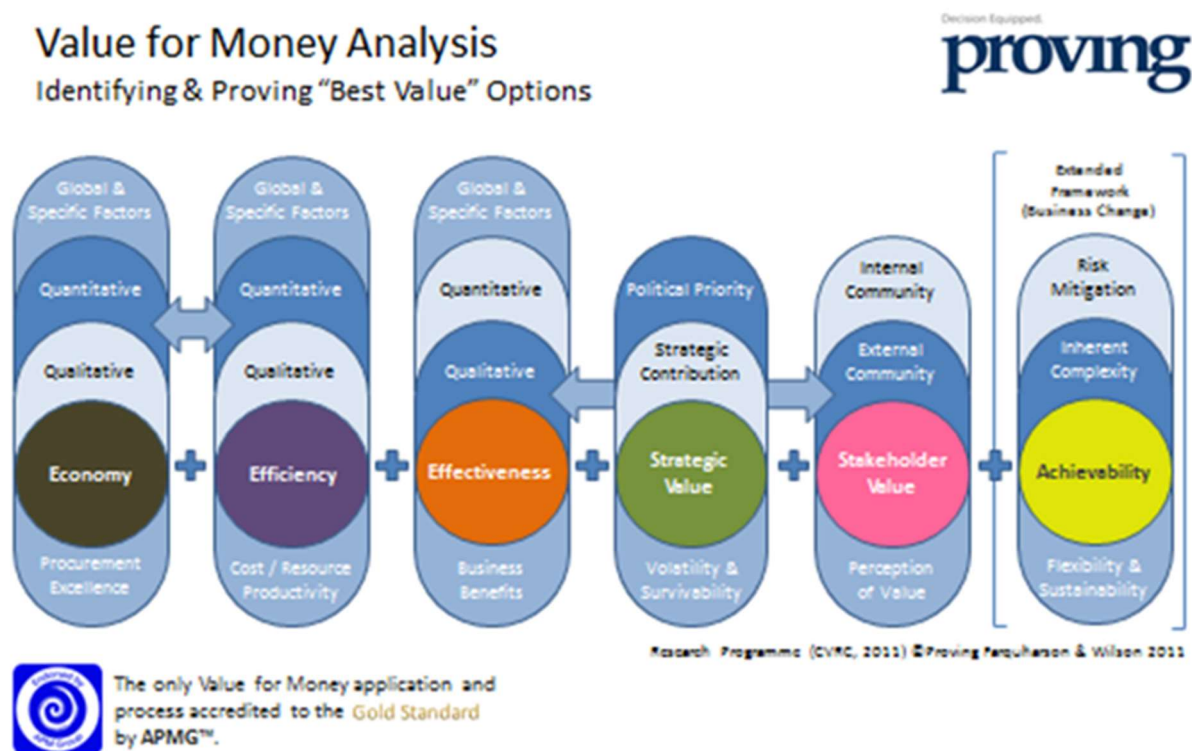 Value for Money Analysis
Identifying & Proving “Best Value” Options
Decision Equipped.
proving
Global &
Specific Factors
Quantitative
Qualitative
Economy
Procurement
Excellence
Global &
Specific Factors
Quantitative
Qualitative
Efficiency
Cost / Resource
Productivity
Global &
Specific Factors
Quantitative
Qualitative
Effectiveness
Business
Benefits
Political Priority
Strategic
Contribution
Strategic
Value
Volatility &
Survivability
Internal
Community
External
Community
Stakeholder
Value
Perception
of Value
Extended
Framework
(Business Change)
Risk
Mitigation
Inherent
Complexity
Achievability
Flexibility &
Sustainability
Research Programme (CVRC, 2011) ©Proving Farquharson & Wilson 2011
Endorsed by
APM Group
The only Value for Money application and
process accredited to the Gold Standard
by APMG™.